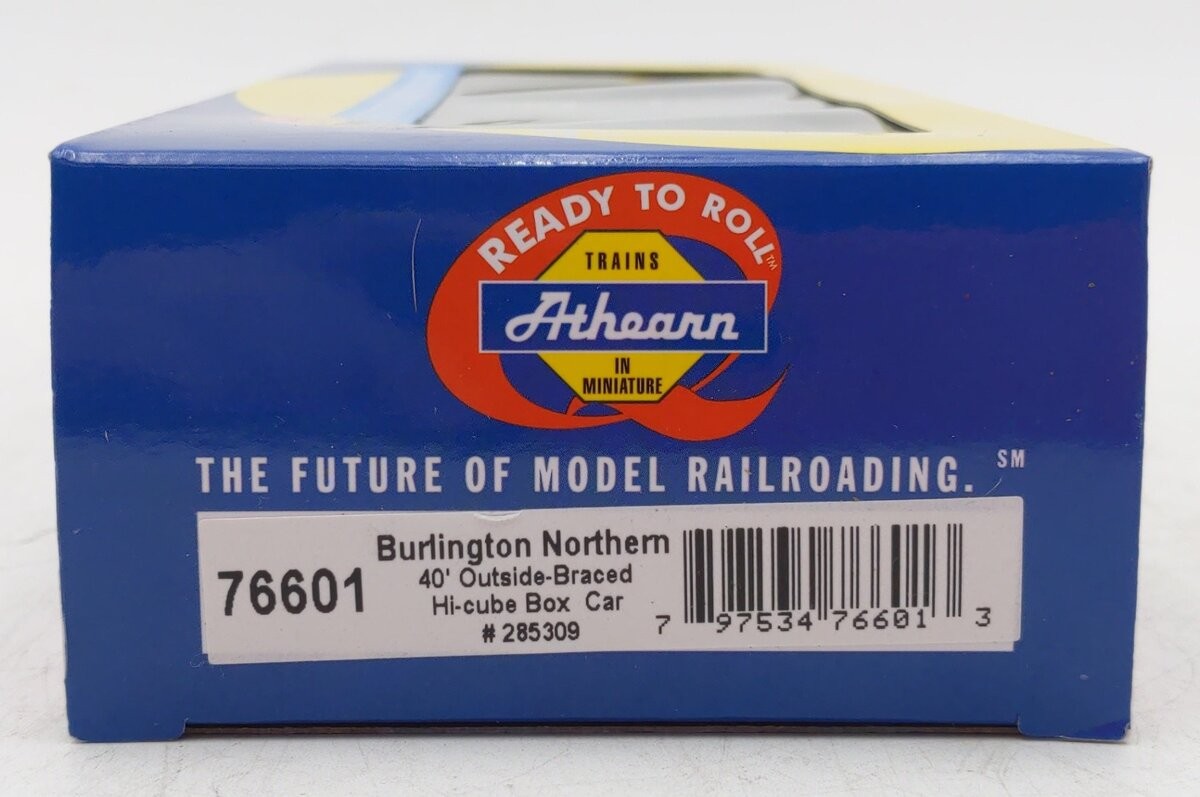 READY TO ROLL™
TRAINS
Athearn
IN
MINIATURE
THE FUTURE OF MODEL RAILROADING. SM
76601
Burlington Northern
40' Outside-Braced
Hi-cube Box Car
# 285309
7 97534 76601 3